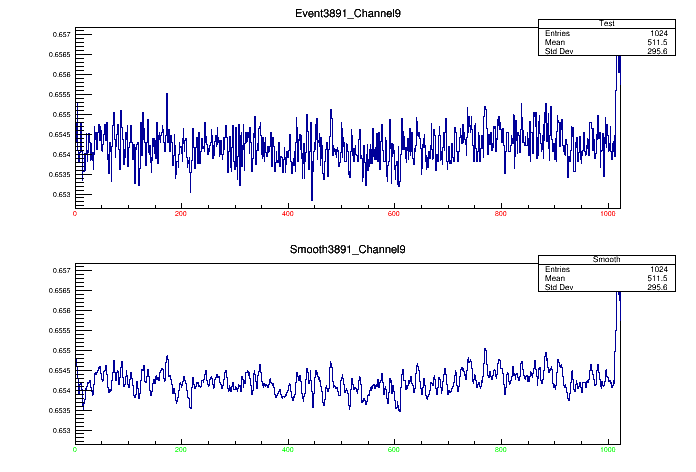 Event3891_Channel9
Test
Entries 1024
Mean 511.5
Std Dev 295.6
0.657
0.6565
0.656
0.6555
0.655
0.6545
0.654
0.6535
0.653
0 200 400 600 800 1000
Smooth3891_Channel9
Smooth
Entries 1024
Mean 511.5
Std Dev 295.6
0.657
0.6565
0.656
0.6555
0.655
0.6545
0.654
0.6535
0.653
0 200 400 600 800 1000